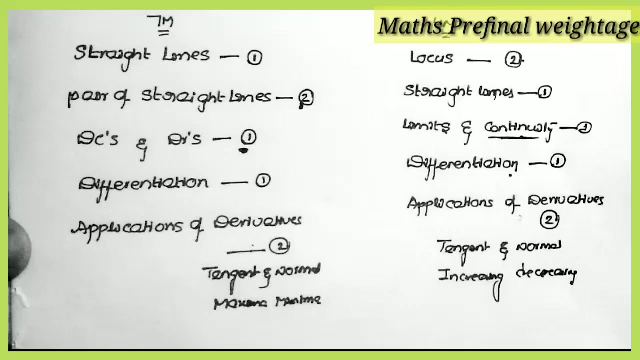 Maths Prefinal weightage
7M
Straight Lines — ①
pair of straight lines — ②
DC's & Dr's — ①
Differentiation — ①
Applications of Derivatives
— ②
Tangent & Normal
Maxima Minima
Locus — ②
Straight lines — ①
Limits & Continuity — ①
Differentiation — ①
Applications of Derivatives
②
Tangent & Normal
Increasing decreasing